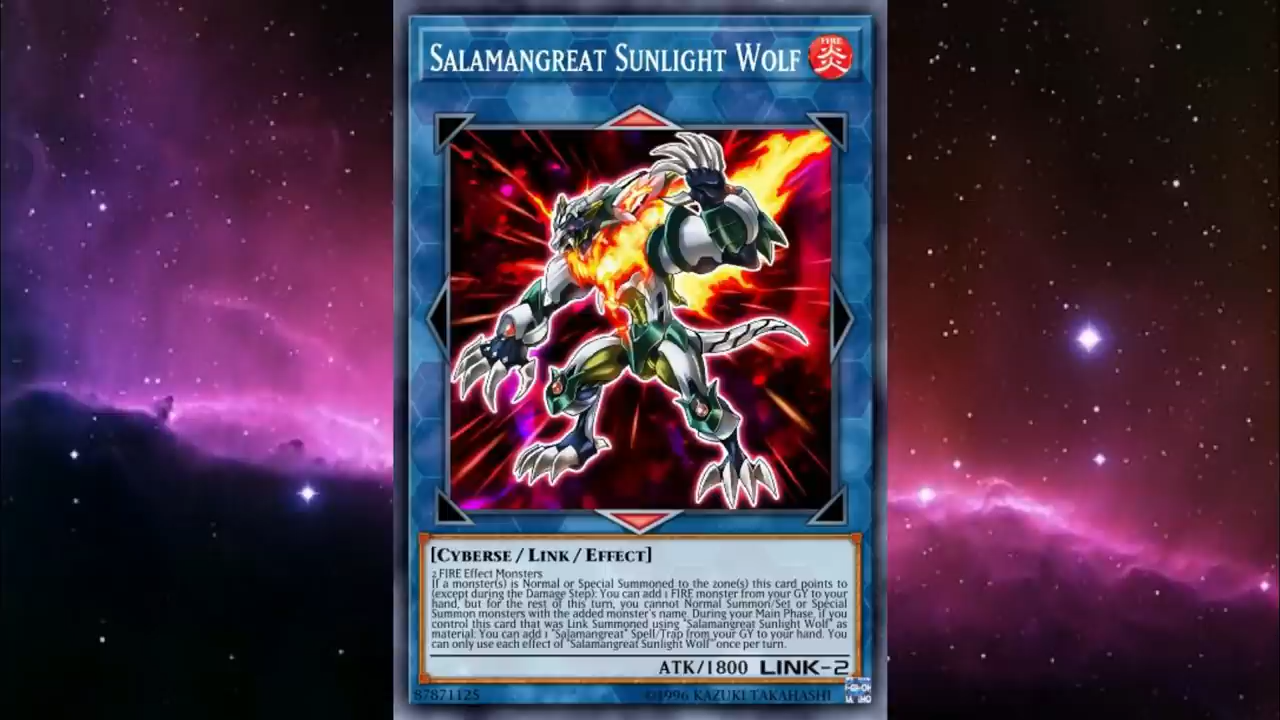 SALAMANGREAT SUNLIGHT WOLF
FIRE
炎
[CYBERSE / LINK / EFFECT]
2 FIRE Effect Monsters
If a monster(s) is Normal or Special Summoned to the zone(s) this card points to
(except during the Damage Step): You can add 1 FIRE monster from your GY to your
hand, but for the rest of this turn, you cannot Normal Summon/Set or Special
Summon monsters with the added monster's name. During your Main Phase, if you
control this card that was Link Summoned using "Salamangreat Sunlight Wolf" as
material: You can add 1 "Salamangreat" Spell/Trap from your GY to your hand. You
can only use each effect of "Salamangreat Sunlight Wolf" once per turn.
ATK/1800 LINK-2
87871125 ©1996 KAZUKI TAKAHASHI